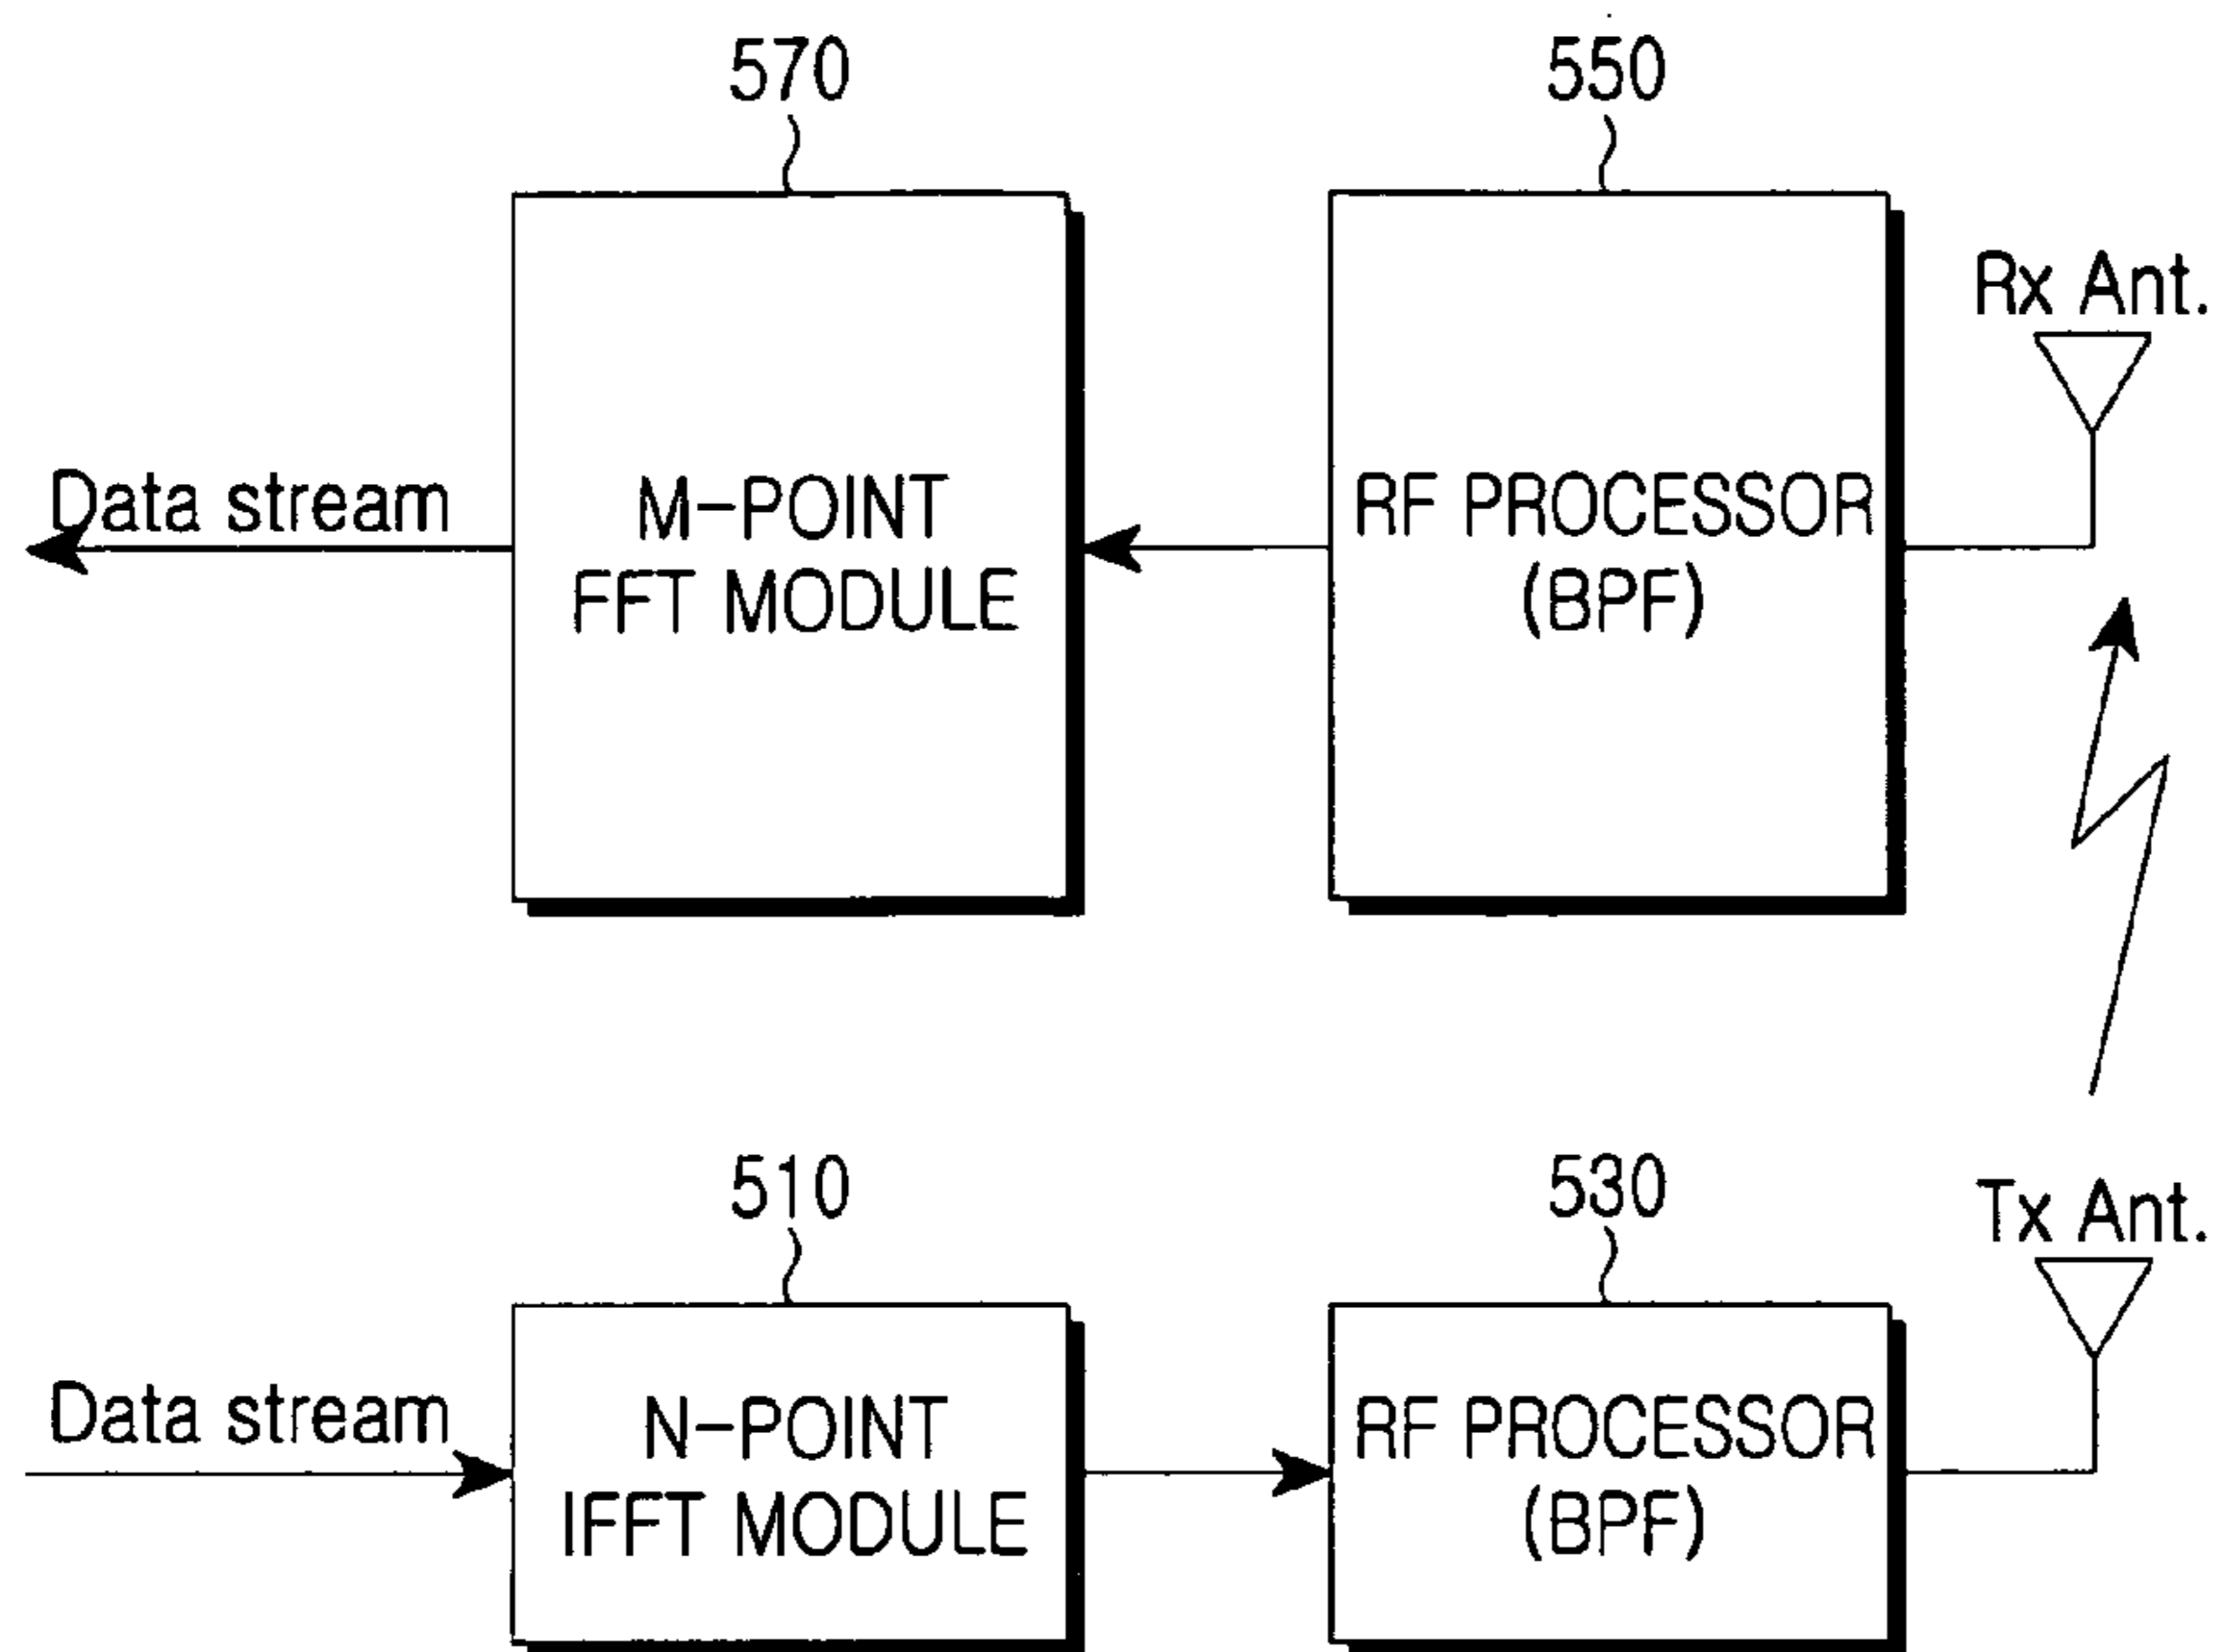 570
550
Rx Ant.
Data stream
M-POINT
FFT MODULE
RF PROCESSOR
(BPF)
510
530
Tx Ant.
Data stream
N-POINT
IFFT MODULE
RF PROCESSOR
(BPF)